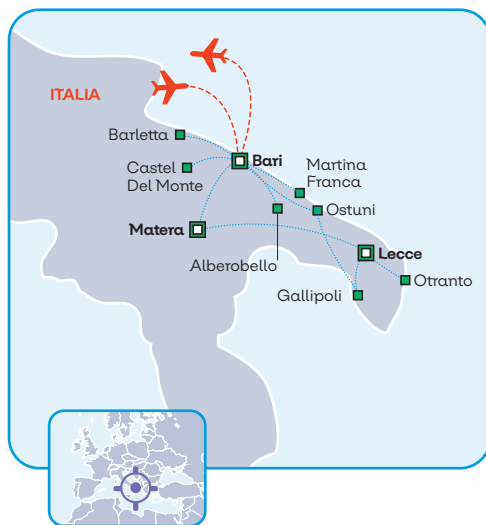 ITALIA
Barletta
Bari
Castel
Del Monte
Martina
Franca
Ostuni
Matera
Alberobello
Lecce
Gallipoli
Otranto